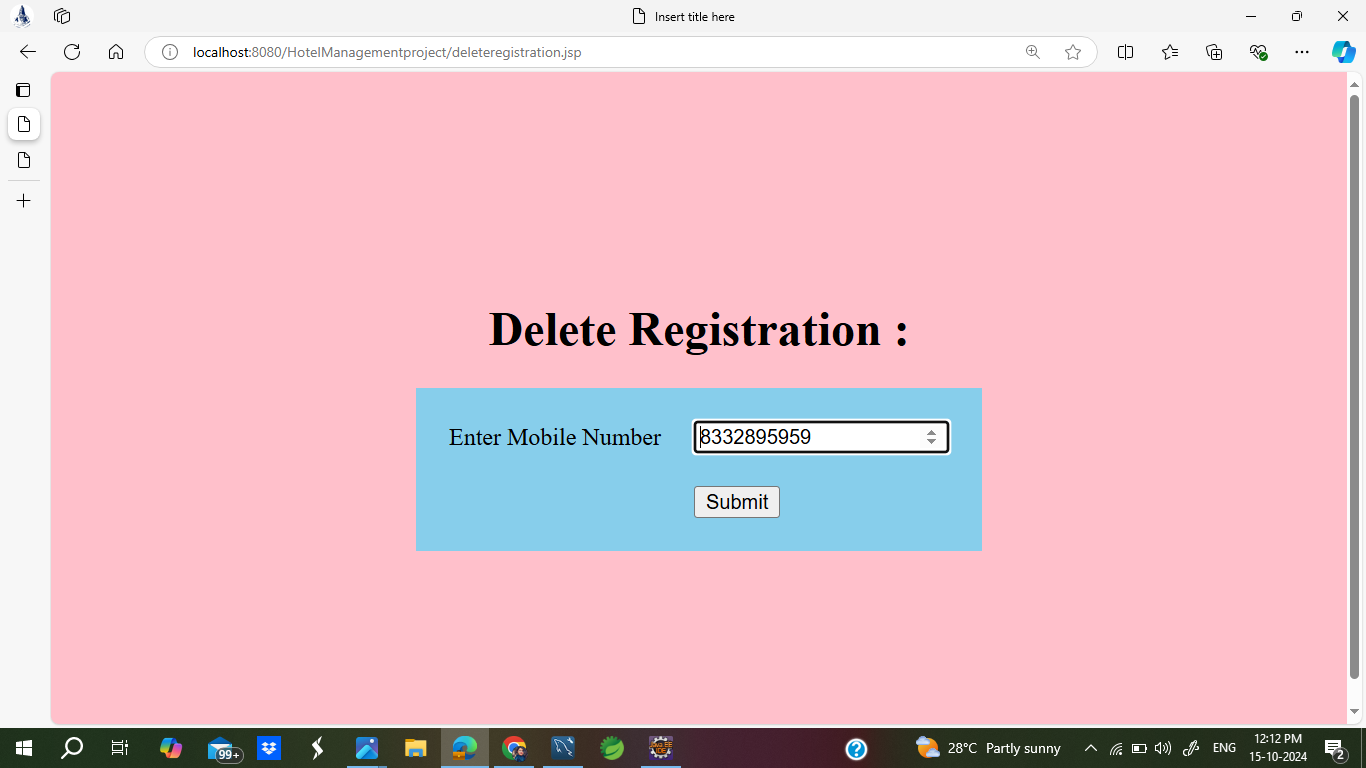 Insert title here
localhost:8080/HotelManagementproject/deleteregistration.jsp
Delete Registration :
Enter Mobile Number 8332895959
Submit
99+ 28°C Partly sunny ENG 12:12 PM
15-10-2024 2